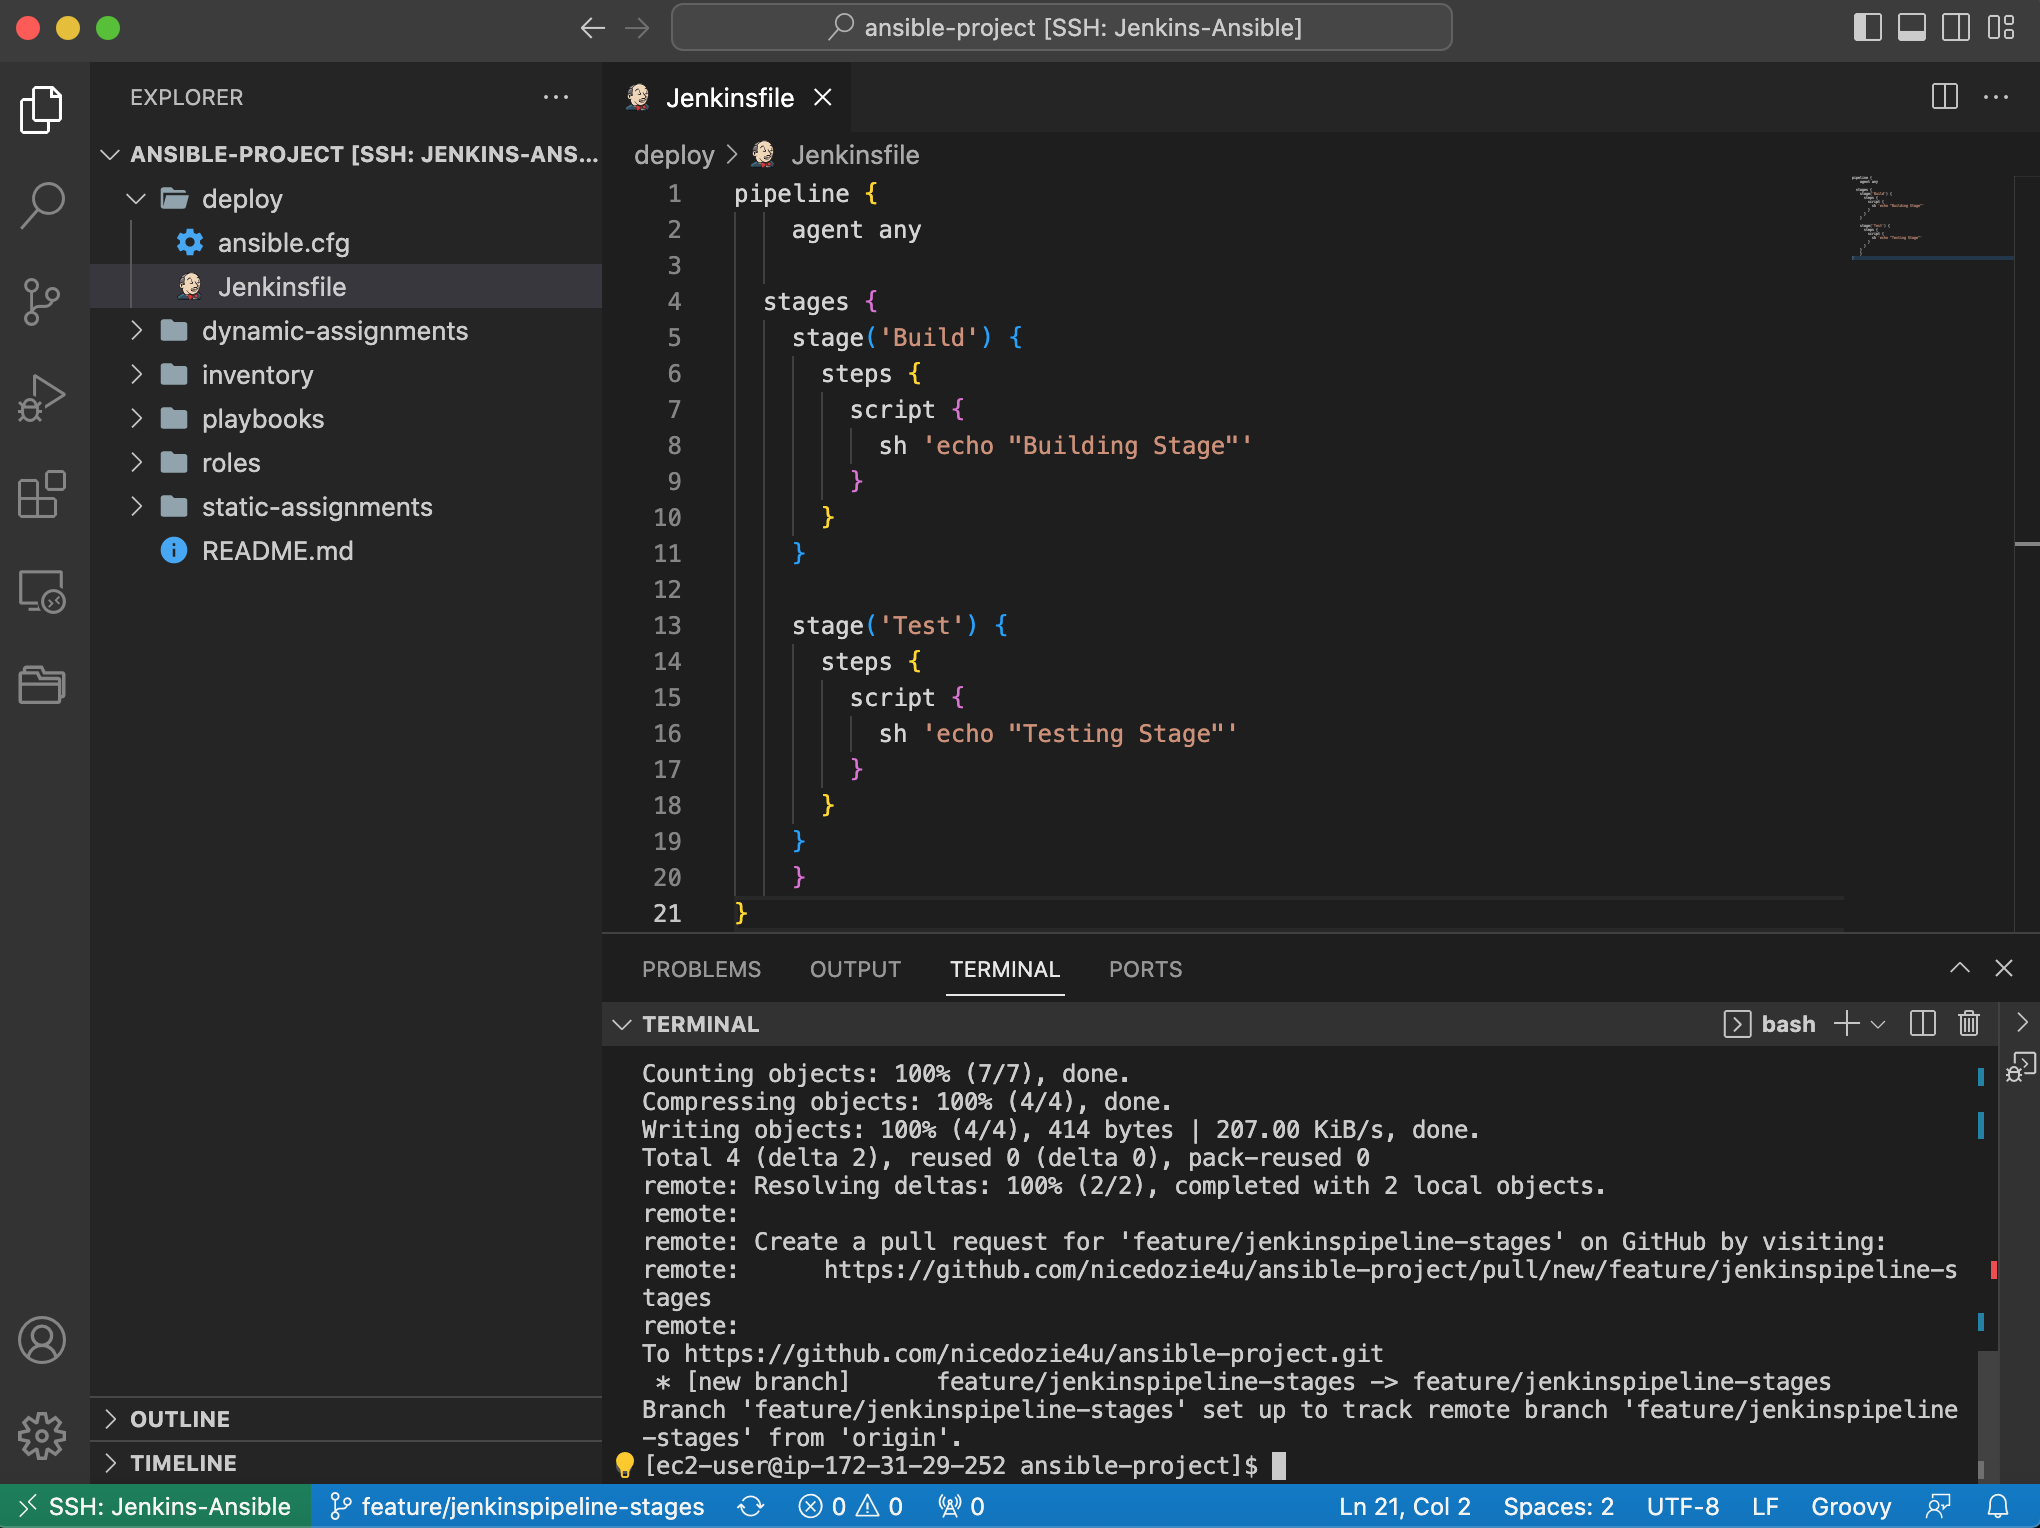 ansible-project [SSH: Jenkins-Ansible]
EXPLORER
ANSIBLE-PROJECT [SSH: JENKINS-ANS...
deploy
ansible.cfg
Jenkinsfile
dynamic-assignments
inventory
playbooks
roles
static-assignments
README.md
OUTLINE
TIMELINE
Jenkinsfile
deploy > Jenkinsfile
1 pipeline {
2     agent any
3
4   stages {
5     stage('Build') {
6       steps {
7         script {
8           sh 'echo "Building Stage"'
9         }
10       }
11     }
12
13     stage('Test') {
14       steps {
15         script {
16           sh 'echo "Testing Stage"'
17         }
18       }
19     }
20     }
21 }
PROBLEMS OUTPUT TERMINAL PORTS
TERMINAL bash
Counting objects: 100% (7/7), done.
Compressing objects: 100% (4/4), done.
Writing objects: 100% (4/4), 414 bytes | 207.00 KiB/s, done.
Total 4 (delta 2), reused 0 (delta 0), pack-reused 0
remote: Resolving deltas: 100% (2/2), completed with 2 local objects.
remote:
remote: Create a pull request for 'feature/jenkinspipeline-stages' on GitHub by visiting:
remote:      https://github.com/nicedozie4u/ansible-project/pull/new/feature/jenkinspipeline-s
tages
remote:
To https://github.com/nicedozie4u/ansible-project.git
 * [new branch]      feature/jenkinspipeline-stages -> feature/jenkinspipeline-stages
Branch 'feature/jenkinspipeline-stages' set up to track remote branch 'feature/jenkinspipeline
-stages' from 'origin'.
[ec2-user@ip-172-31-29-252 ansible-project]$
SSH: Jenkins-Ansible feature/jenkinspipeline-stages 0 0 0 Ln 21, Col 2 Spaces: 2 UTF-8 LF Groovy